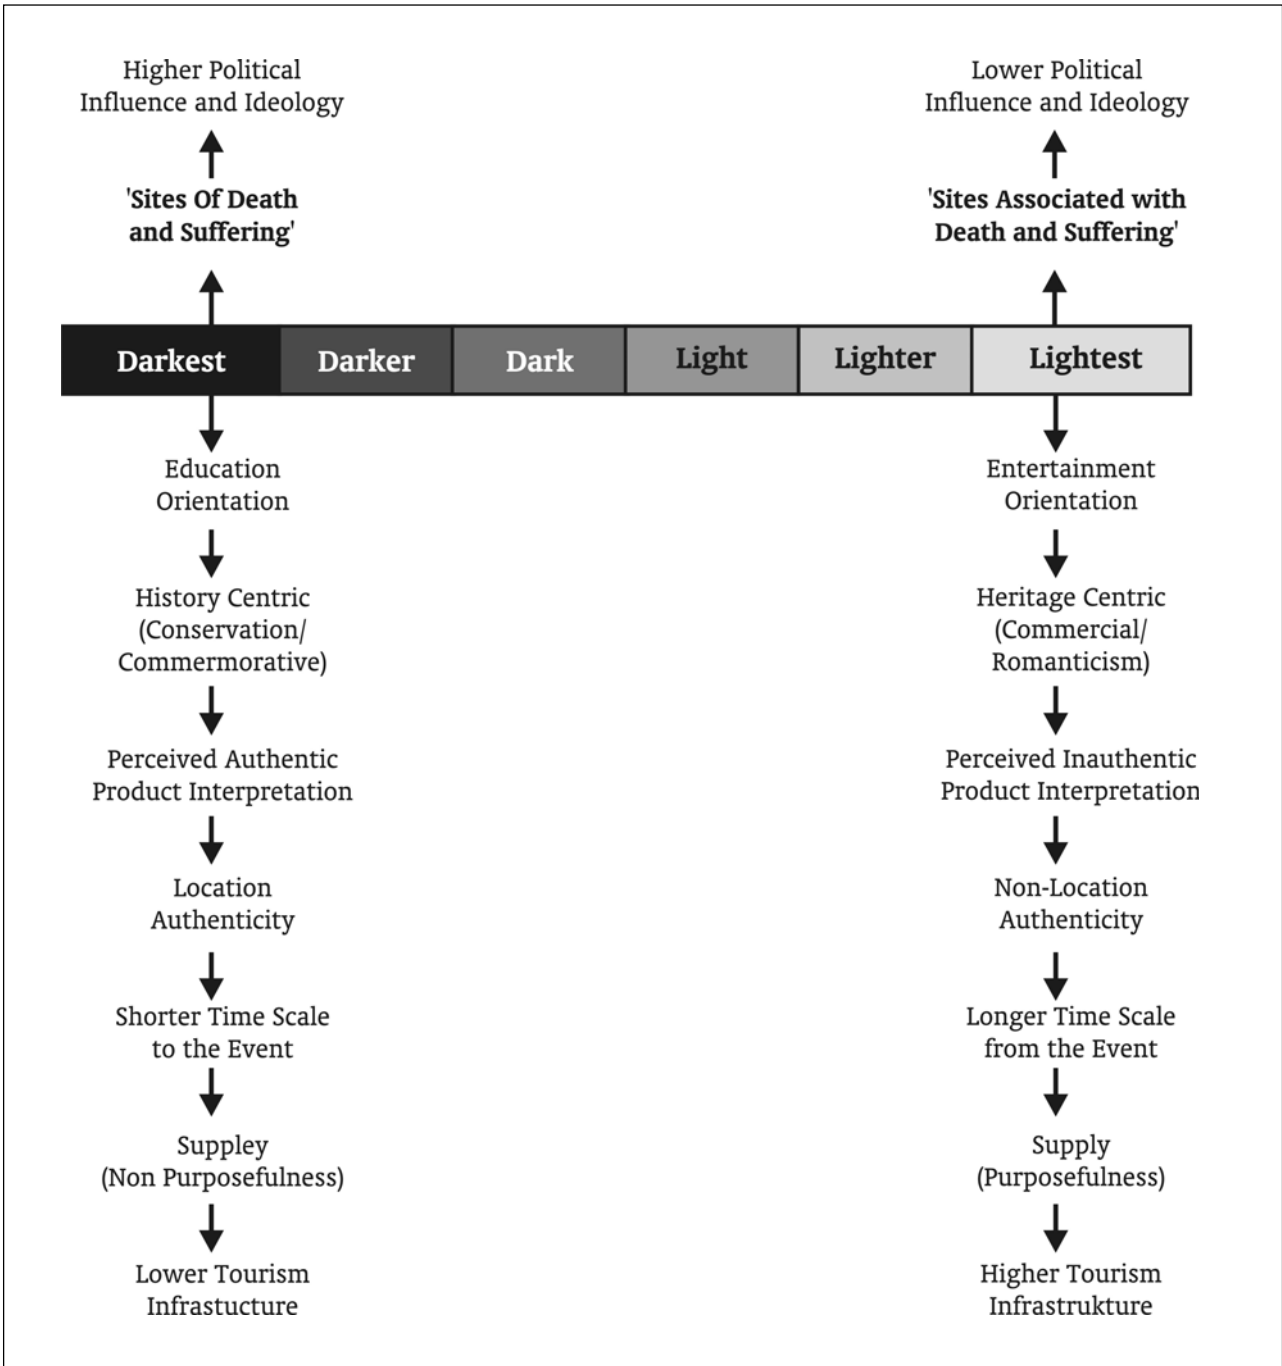 Higher Political
Influence and Ideology
Lower Political
Influence and Ideology
'Sites Of Death
and Suffering'
'Sites Associated with
Death and Suffering'
Darkest
Darker
Dark
Light
Lighter
Lightest
Education
Orientation
Entertainment
Orientation
History Centric
(Conservation/
Commermorative)
Heritage Centric
(Commercial/
Romanticism)
Perceived Authentic
Product Interpretation
Perceived Inauthentic
Product Interpretation
Location
Authenticity
Non-Location
Authenticity
Shorter Time Scale
to the Event
Longer Time Scale
from the Event
Suppley
(Non Purposefulness)
Supply
(Purposefulness)
Lower Tourism
Infrastucture
Higher Tourism
Infrastrukture